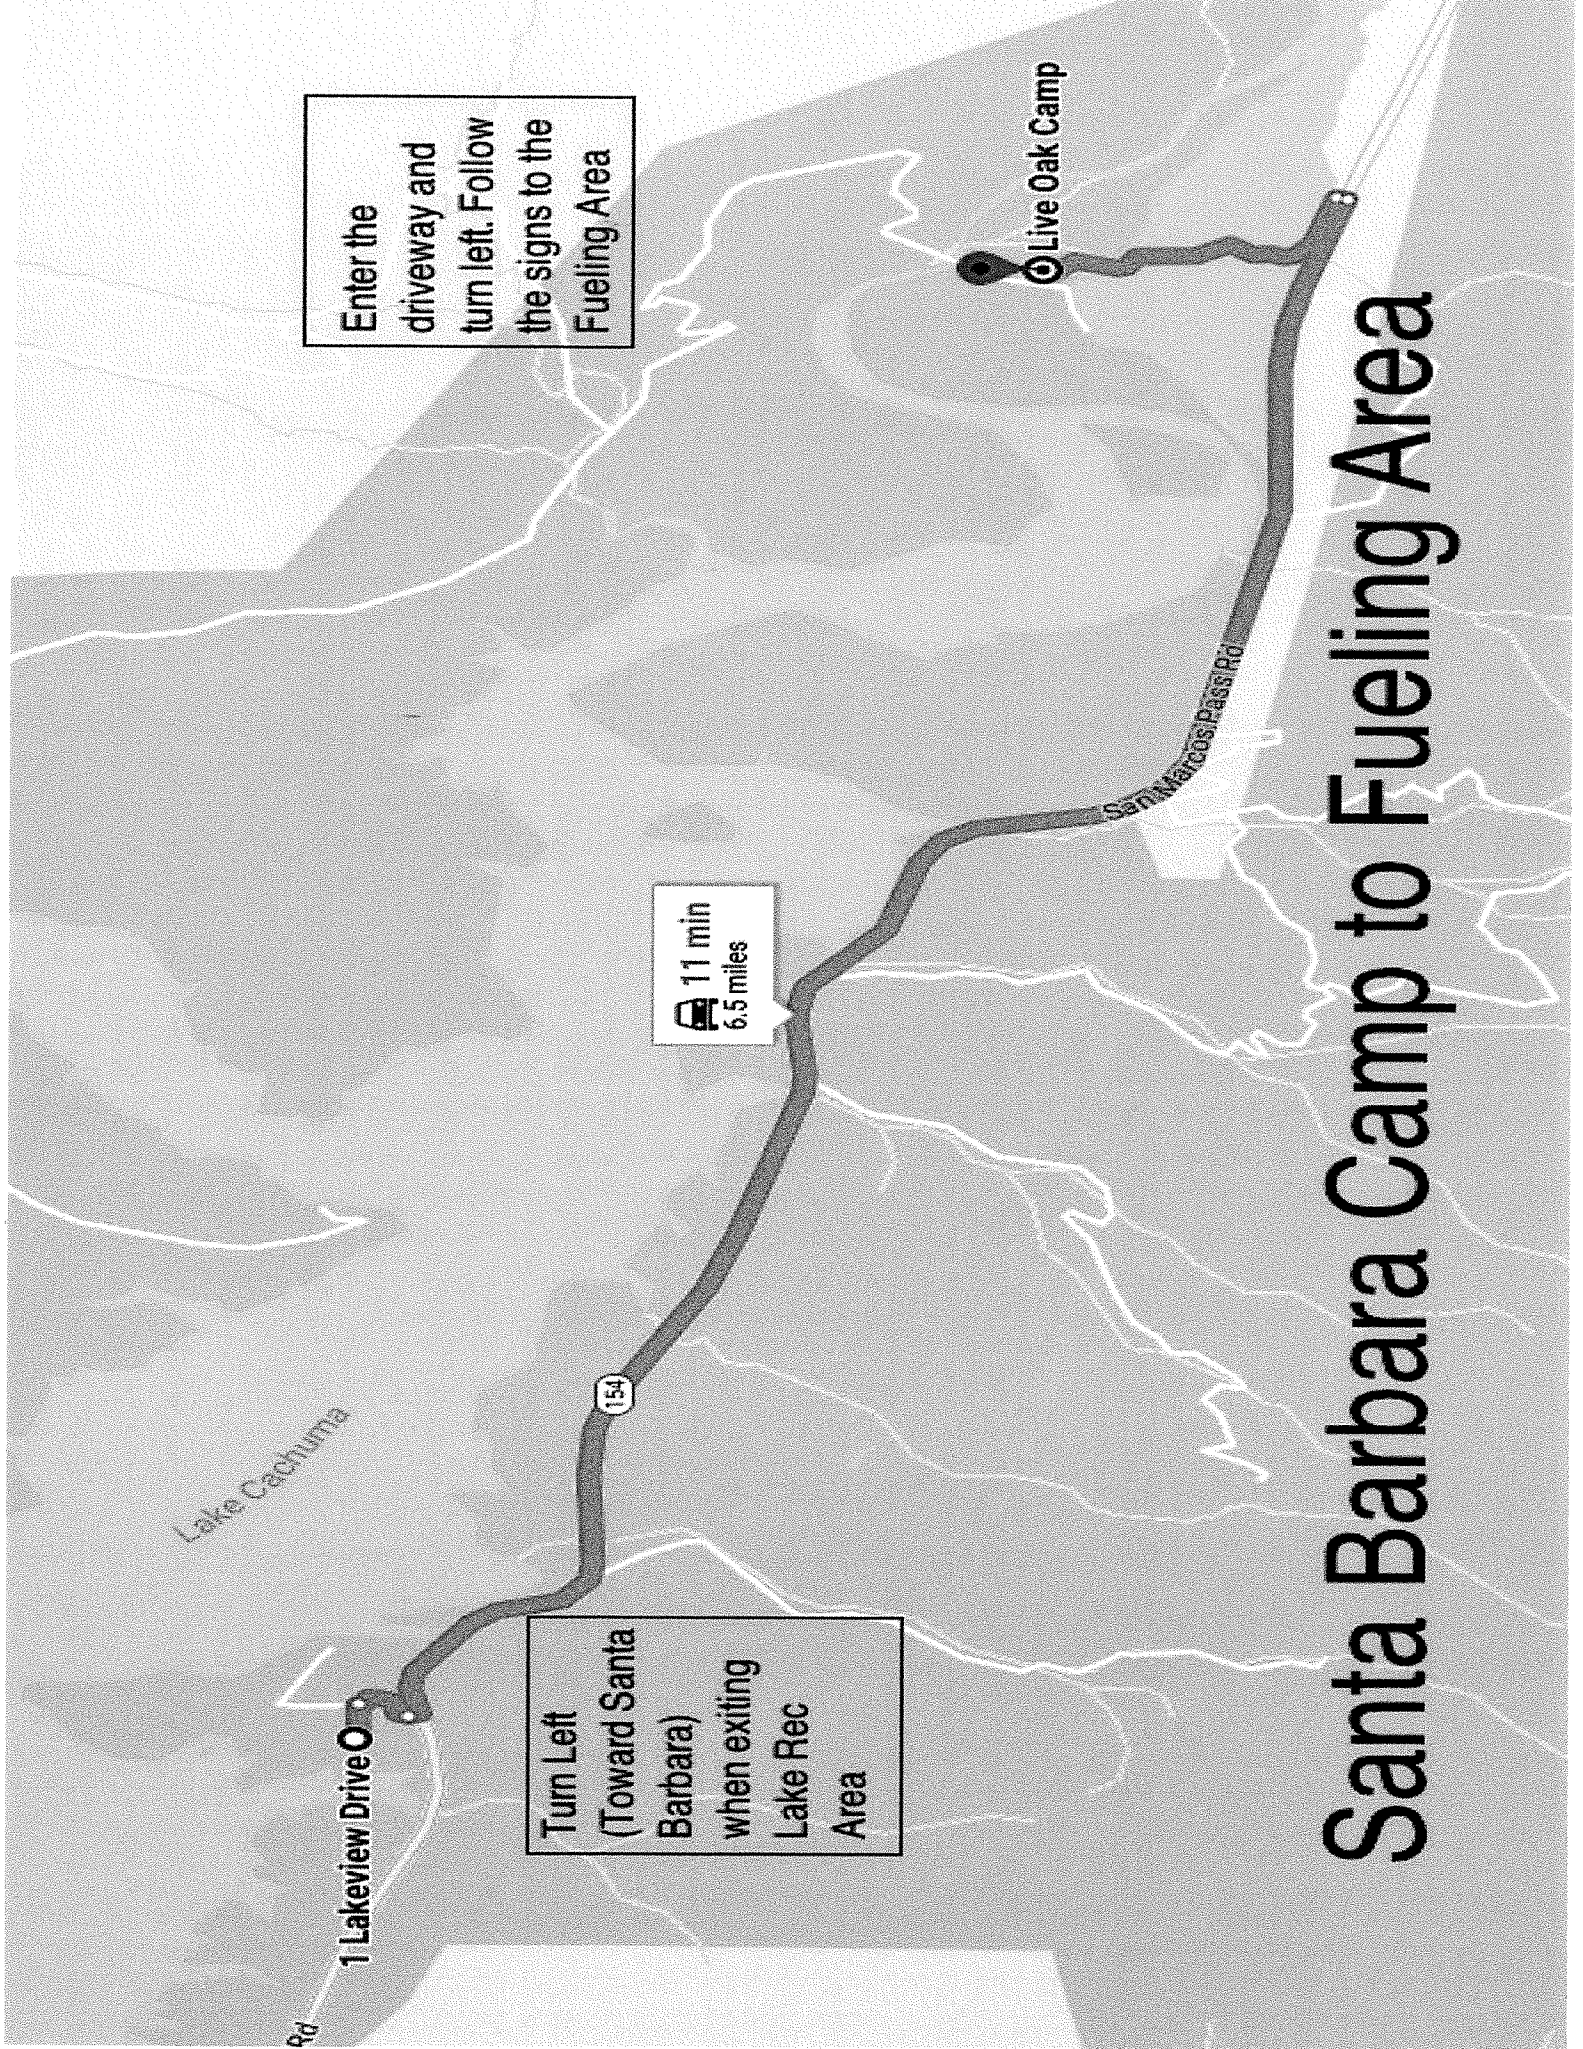 Rd
1 Lakeview Drive
Lake Cachuma
Turn Left
(Toward Santa
Barbara)
when exiting
Lake Rec
Area
154
11 min
6.5 miles
San Marcos Pass Rd
Enter the
driveway and
turn left. Follow
the signs to the
Fueling Area
Live Oak Camp
Santa Barbara Camp to Fueling Area